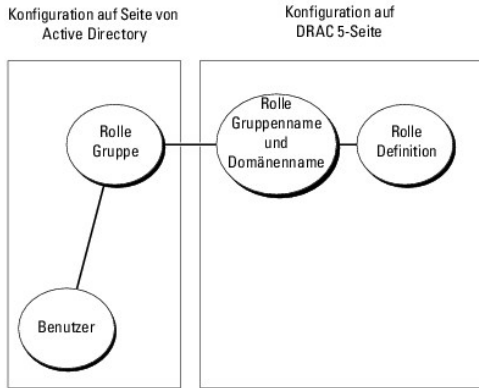 Konfiguration auf Seite von
Active Directory
Konfiguration auf
DRAC 5-Seite
Rolle
Gruppe
Rolle
Gruppenname
und
Domänenname
Rolle
Definition
Benutzer